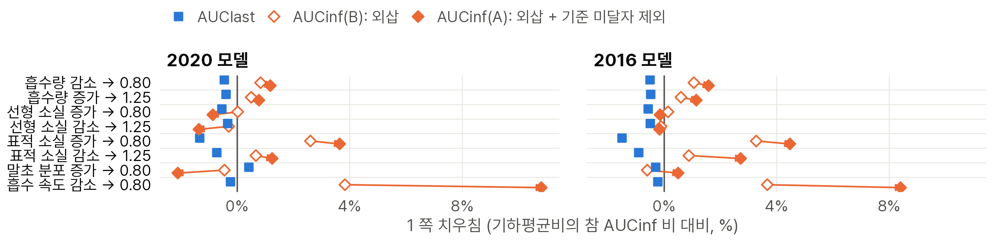 AUClast AUCinf(B): 외삽 AUCinf(A): 외삽 + 기준 미달자 제외
2020 모델 2016 모델
흡수량 감소 → 0.80
흡수량 증가 → 1.25
선형 소실 증가 → 0.80
선형 소실 감소 → 1.25
표적 소실 증가 → 0.80
표적 소실 감소 → 1.25
말초 분포 증가 → 0.80
흡수 속도 감소 → 0.80
0% 4% 8% 0% 4% 8%
1 쪽 치우침 (기하평균비의 참 AUCinf 비 대비, %)